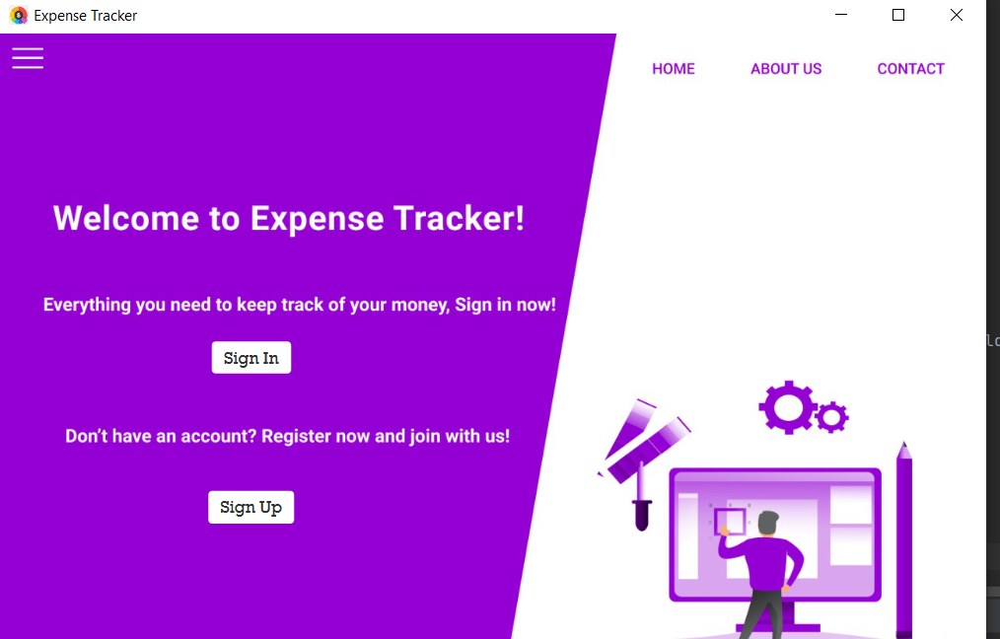 Expense Tracker
HOME ABOUT US CONTACT
Welcome to Expense Tracker!
Everything you need to keep track of your money, Sign in now!
Sign In
Don’t have an account? Register now and join with us!
Sign Up